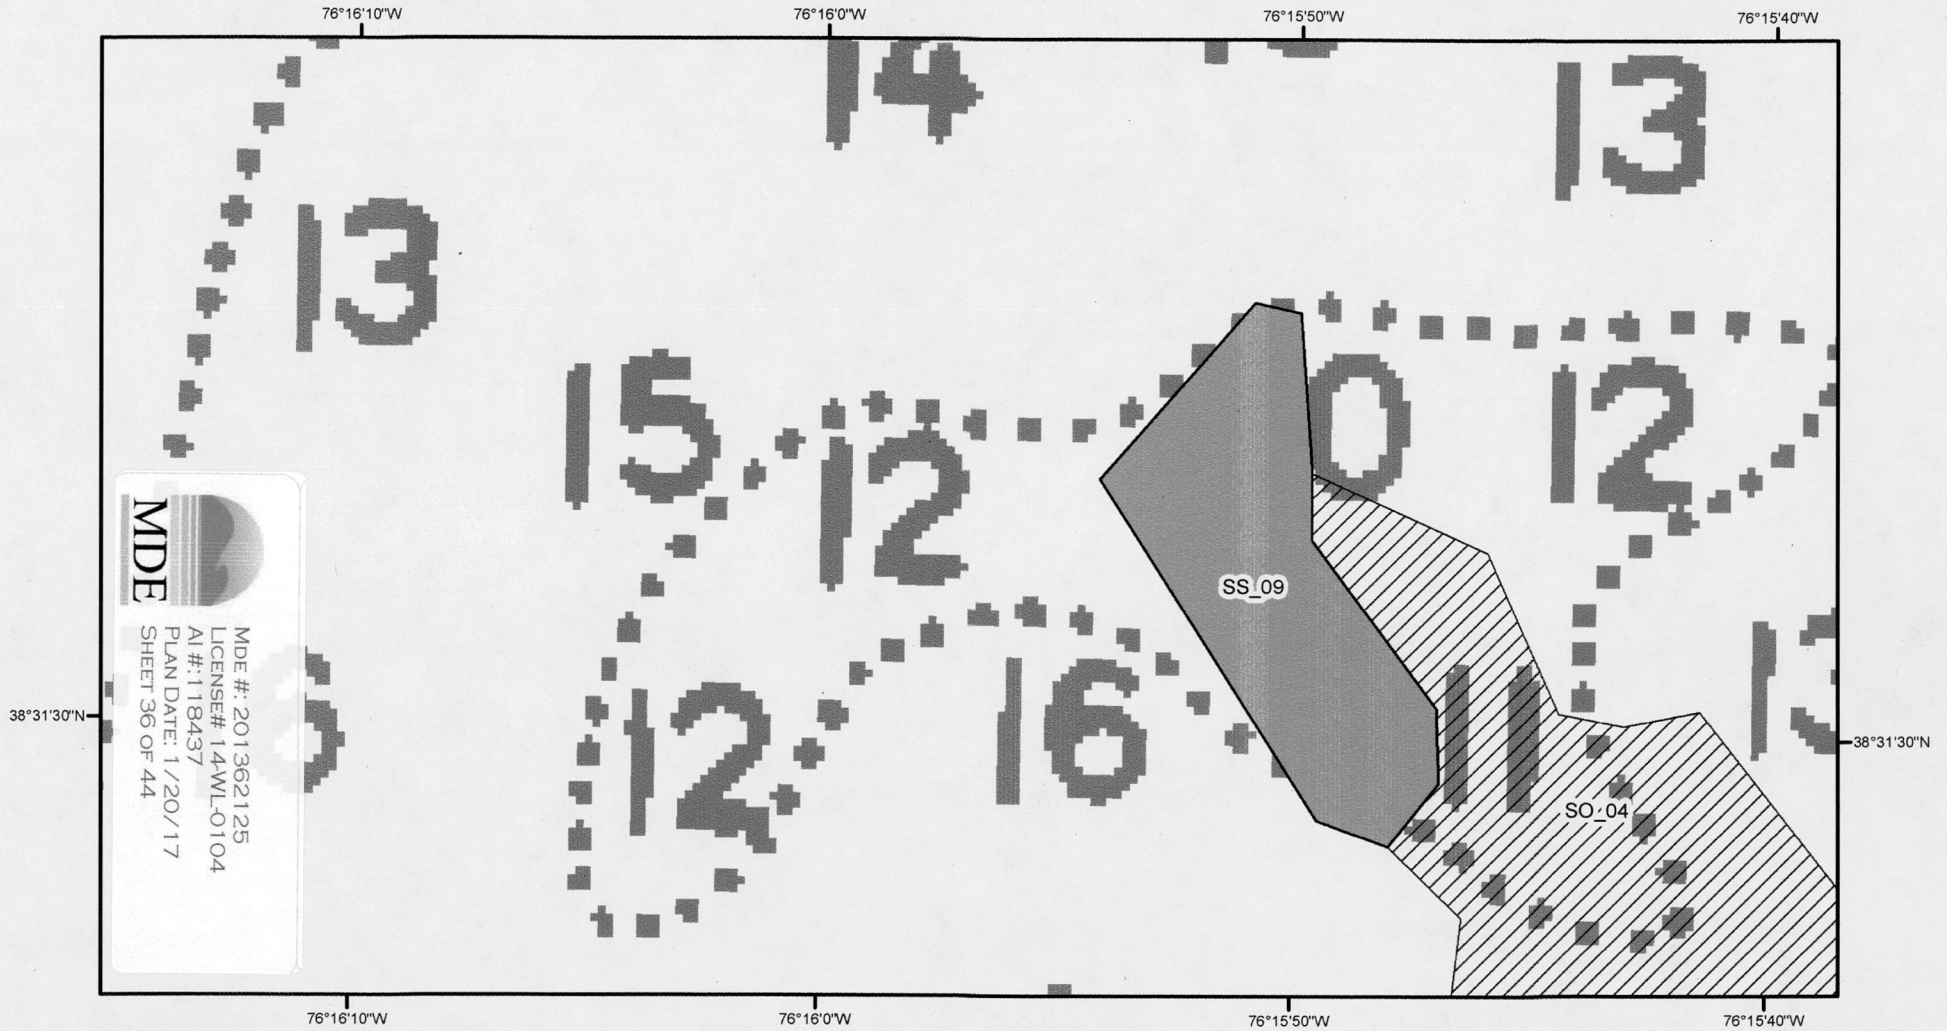 76°16'10"W
76°16'0"W
76°15'50"W
76°15'40"W
14
13
13
15
12
0
12
SS_09
12
16
11
13
6
SO_04
38°31'30"N
38°31'30"N
MDE
MDE #: 201362125
LICENSE# 14-WL-0104
AI #:118437
PLAN DATE: 1/20/17
SHEET 36 OF 44
76°16'10"W
76°16'0"W
76°15'50"W
76°15'40"W